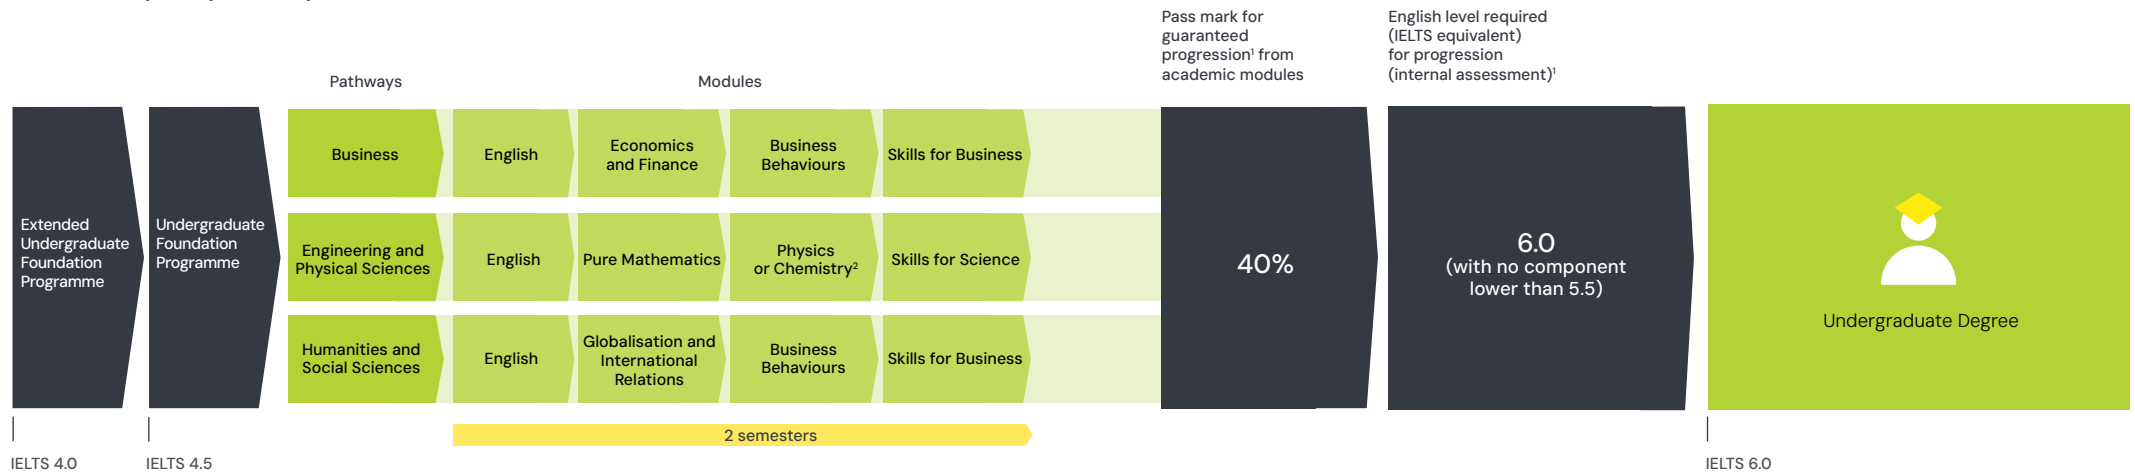 Pass mark for
guaranteed
progression¹ from
academic modules
English level required
(IELTS equivalent)
for progression
(internal assessment)¹
Pathways
Modules
Extended
Undergraduate
Foundation
Programme
Undergraduate
Foundation
Programme
Business
English
Economics
and Finance
Business
Behaviours
Skills for Business
Engineering and
Physical Sciences
English
Pure Mathematics
Physics
or Chemistry²
Skills for Science
Humanities and
Social Sciences
English
Globalisation and
International
Relations
Business
Behaviours
Skills for Business
40%
6.0
(with no component
lower than 5.5)
Undergraduate Degree
2 semesters
IELTS 4.0
IELTS 4.5
IELTS 6.0